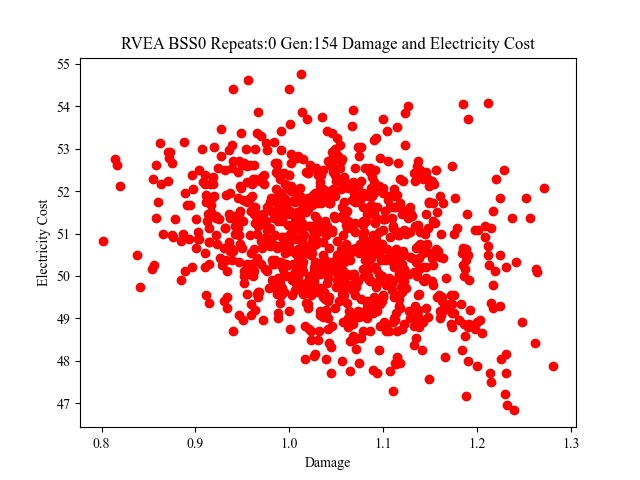 RVEA BSS0 Repeats:0 Gen:154 Damage and Electricity Cost
55
54
53
52
51
50
49
48
47
Electricity Cost
0.8 0.9 1.0 1.1 1.2 1.3
Damage